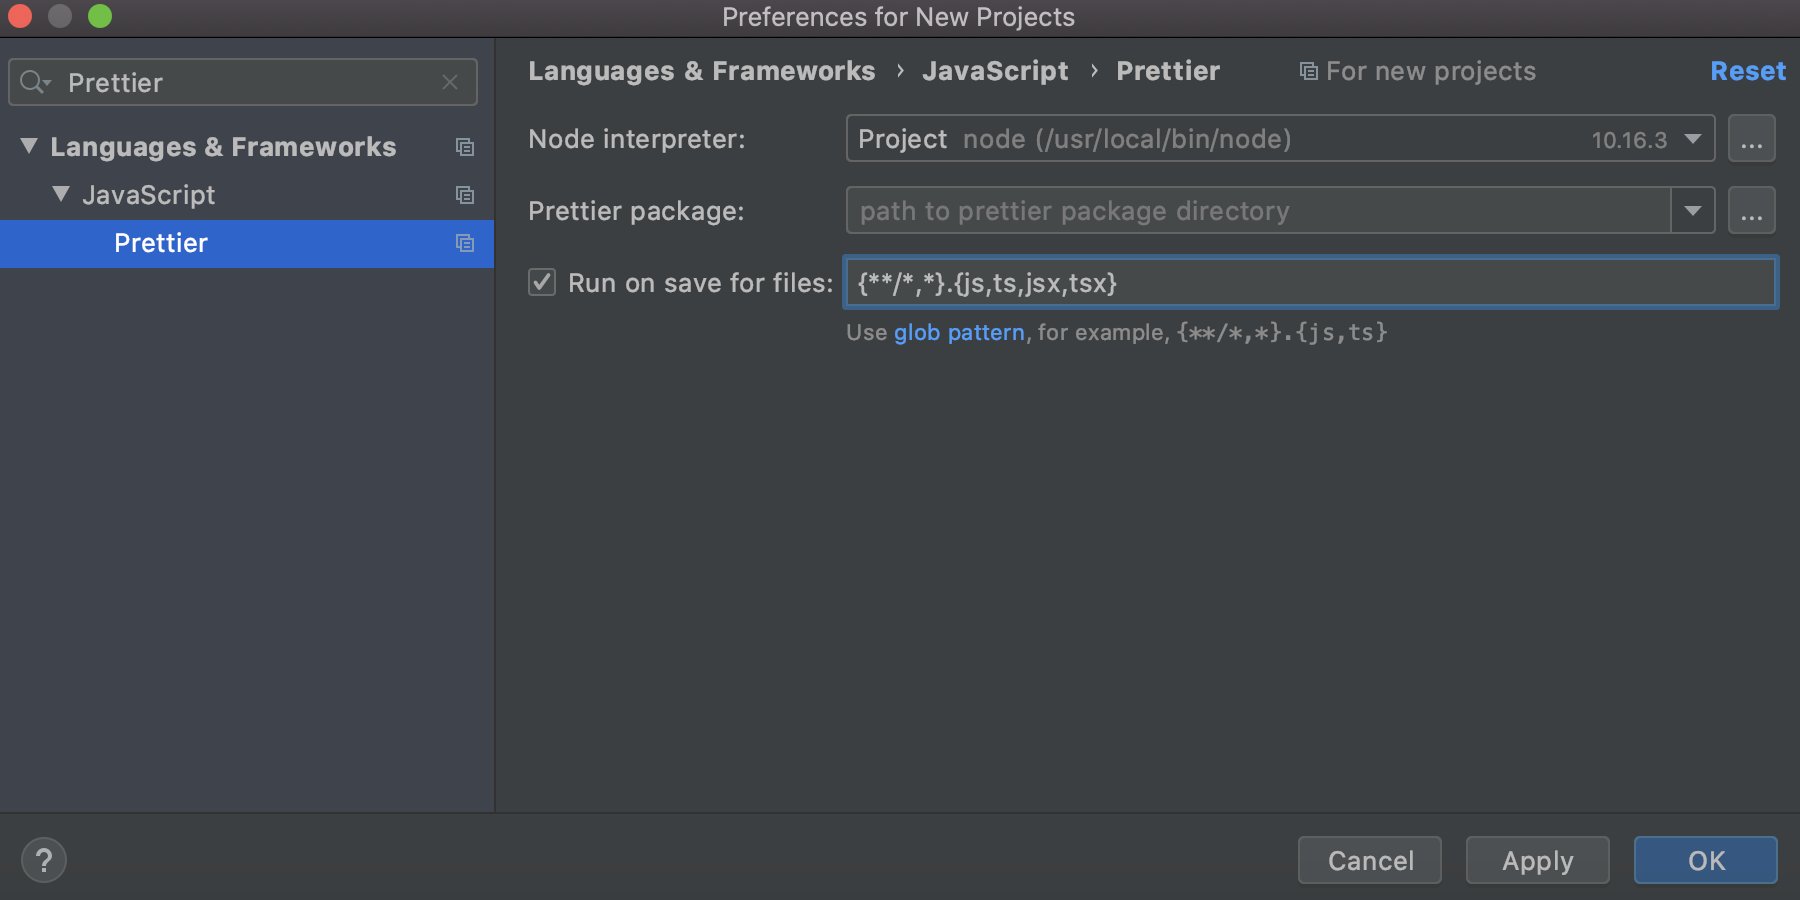 Preferences for New Projects
Prettier
Languages & Frameworks
JavaScript
Prettier
Languages & Frameworks › JavaScript › Prettier For new projects Reset
Node interpreter: Project node (/usr/local/bin/node) 10.16.3 ...
Prettier package: path to prettier package directory ...
Run on save for files: {**/*,*}.{js,ts,jsx,tsx}
Use glob pattern, for example, {**/*,*}.{js,ts}
? Cancel Apply OK